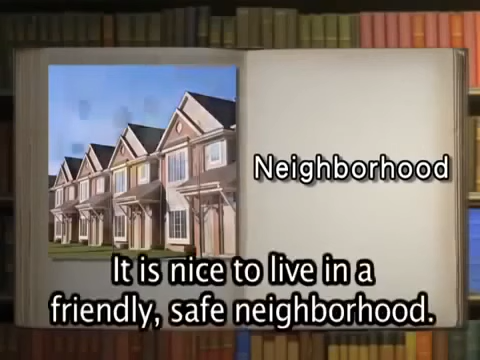 Neighborhood
It is nice to live in a
friendly, safe neighborhood.